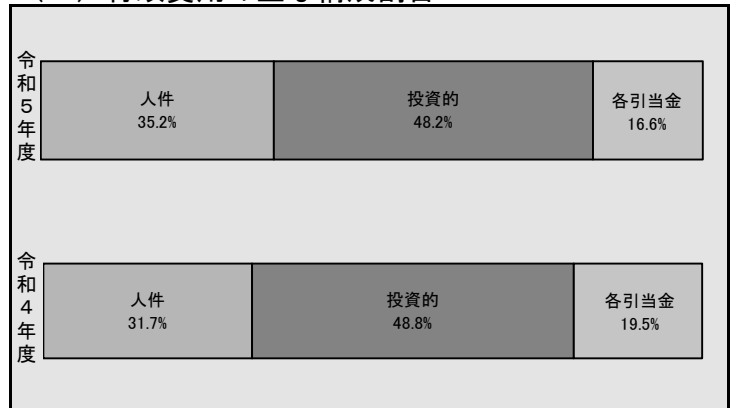 令和5年度
人件
35.2%
投資的
48.2%
各引当金
16.6%
令和4年度
人件
31.7%
投資的
48.8%
各引当金
19.5%